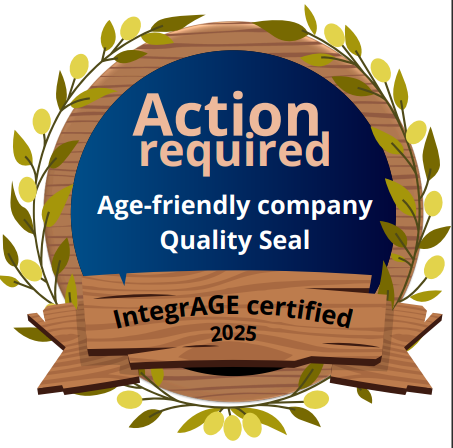 Action
required
Age-friendly company
Quality Seal
IntegrAGE certified
2025